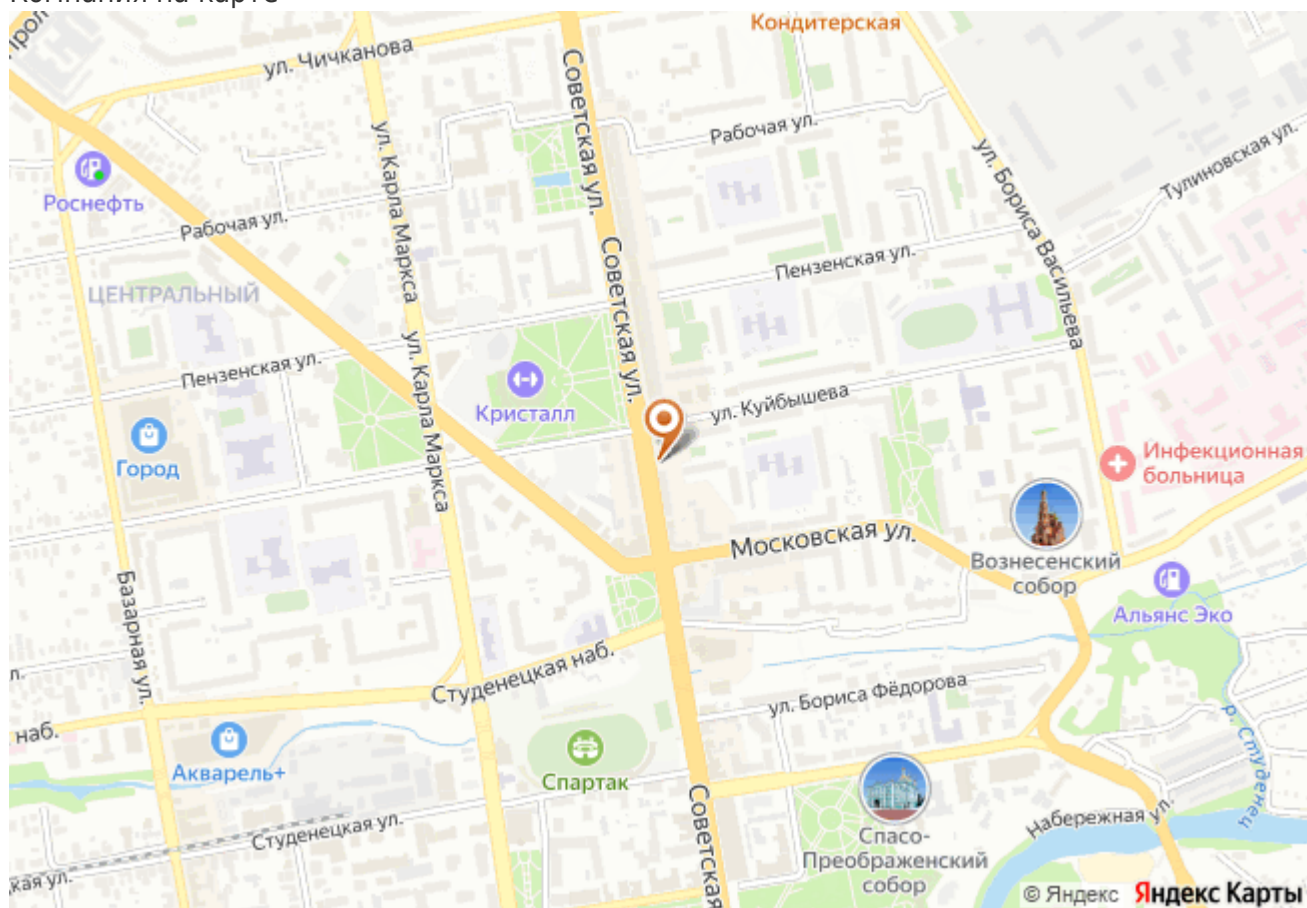 Кондитерская
ул. Чичканова
Советская ул.
Рабочая ул.
ул. Карла Маркса
ул. Бориса Васильева
Тулиновская ул.
Роснефть
Рабочая ул.
Советская ул.
Пензенская ул.
ЦЕНТРАЛЬНЫЙ
ул. Карла Маркса
Пензенская ул.
Кристалл
ул. Куйбышева
Город
Инфекционная
больница
Московская ул.
Вознесенский
собор
Базарная ул.
Альянс Эко
Студенецкая наб.
ул. Бориса Фёдорова
наб.
р. Студенец
Акварель+
Спартак
Советская
Студенецкая ул.
Набережная ул.
Спасо-
Преображенский
собор
© Яндекс Яндекс Карты